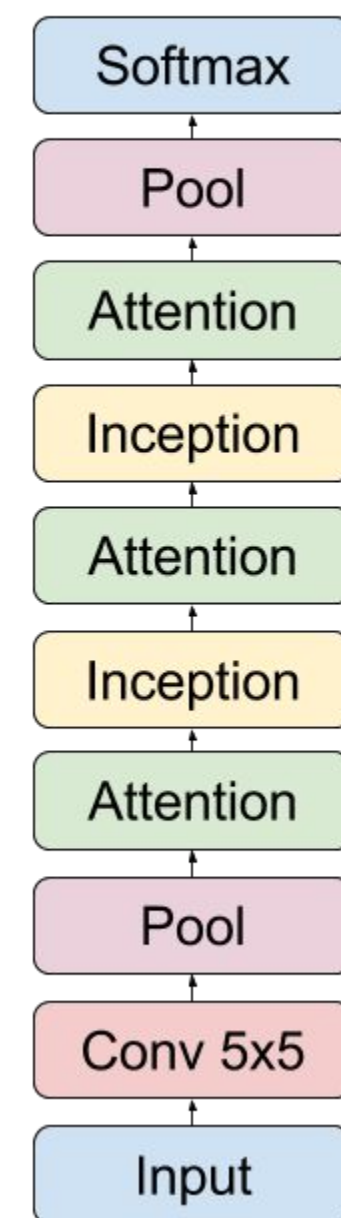 Softmax
Pool
Attention
Inception
Attention
Inception
Attention
Pool
Conv 5x5
Input